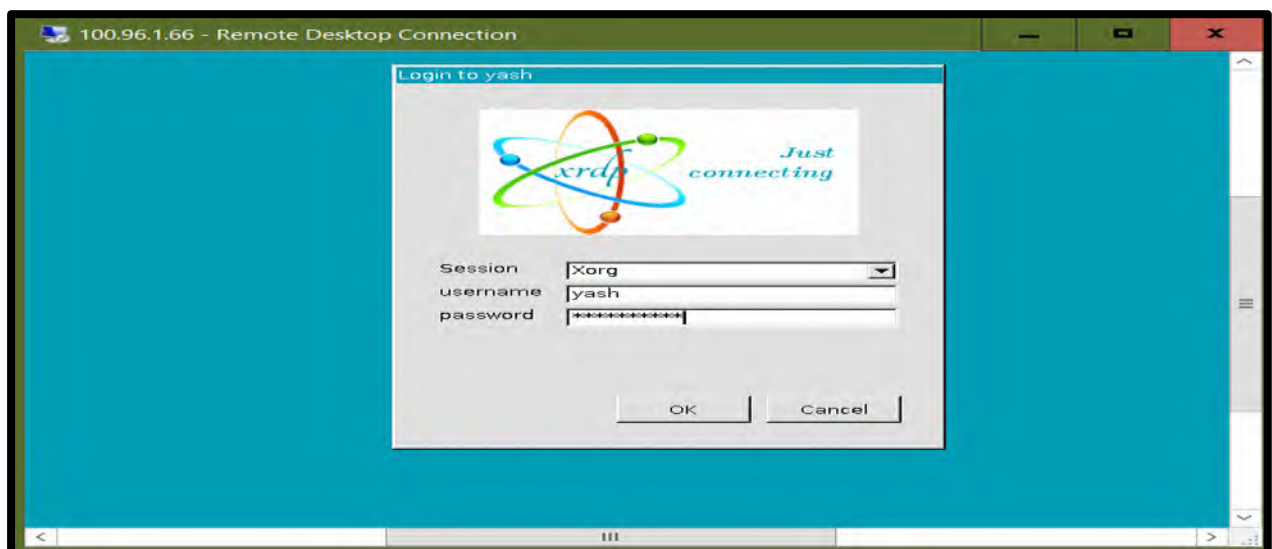 100.96.1.66 - Remote Desktop Connection
Login to yash
xrdp
Just
connecting
Session Xorg
username yash
password ************
OK Cancel